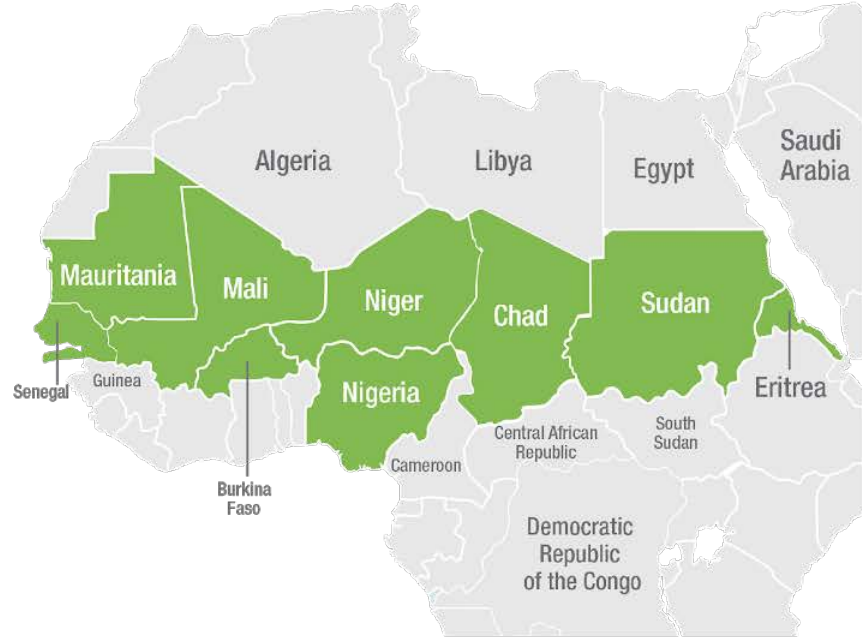 Algeria
Libya
Egypt
Saudi
Arabia
Mauritania
Mali
Niger
Chad
Sudan
Senegal
Guinea
Nigeria
Eritrea
Burkina
Faso
Cameroon
Central African
Republic
South
Sudan
Democratic
Republic
of the Congo